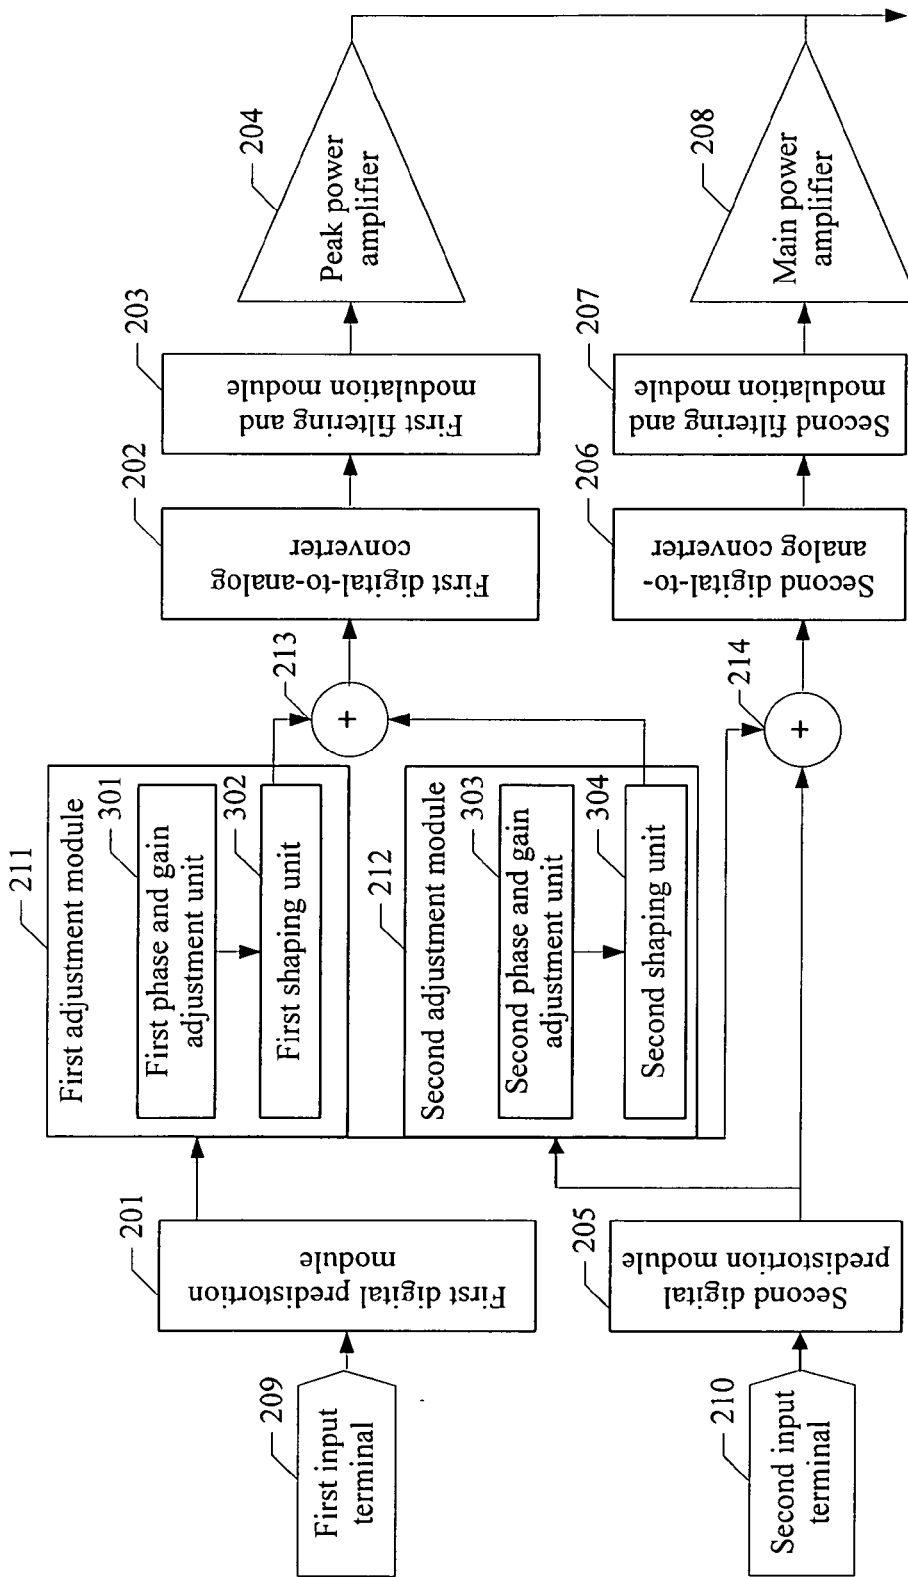 209
First input
terminal
201
First digital predistortion
module
211
First adjustment module
301
First phase and gain
adjustment unit
302
First shaping unit
213
+
202
First digital-to-analog
converter
203
First filtering and
modulation module
204
Peak power
amplifier
210
Second input
terminal
205
Second digital
predistortion module
212
Second adjustment module
303
Second phase and gain
adjustment unit
304
Second shaping unit
214
+
206
Second digital-to-
analog converter
207
Second filtering and
modulation module
208
Main power
amplifier